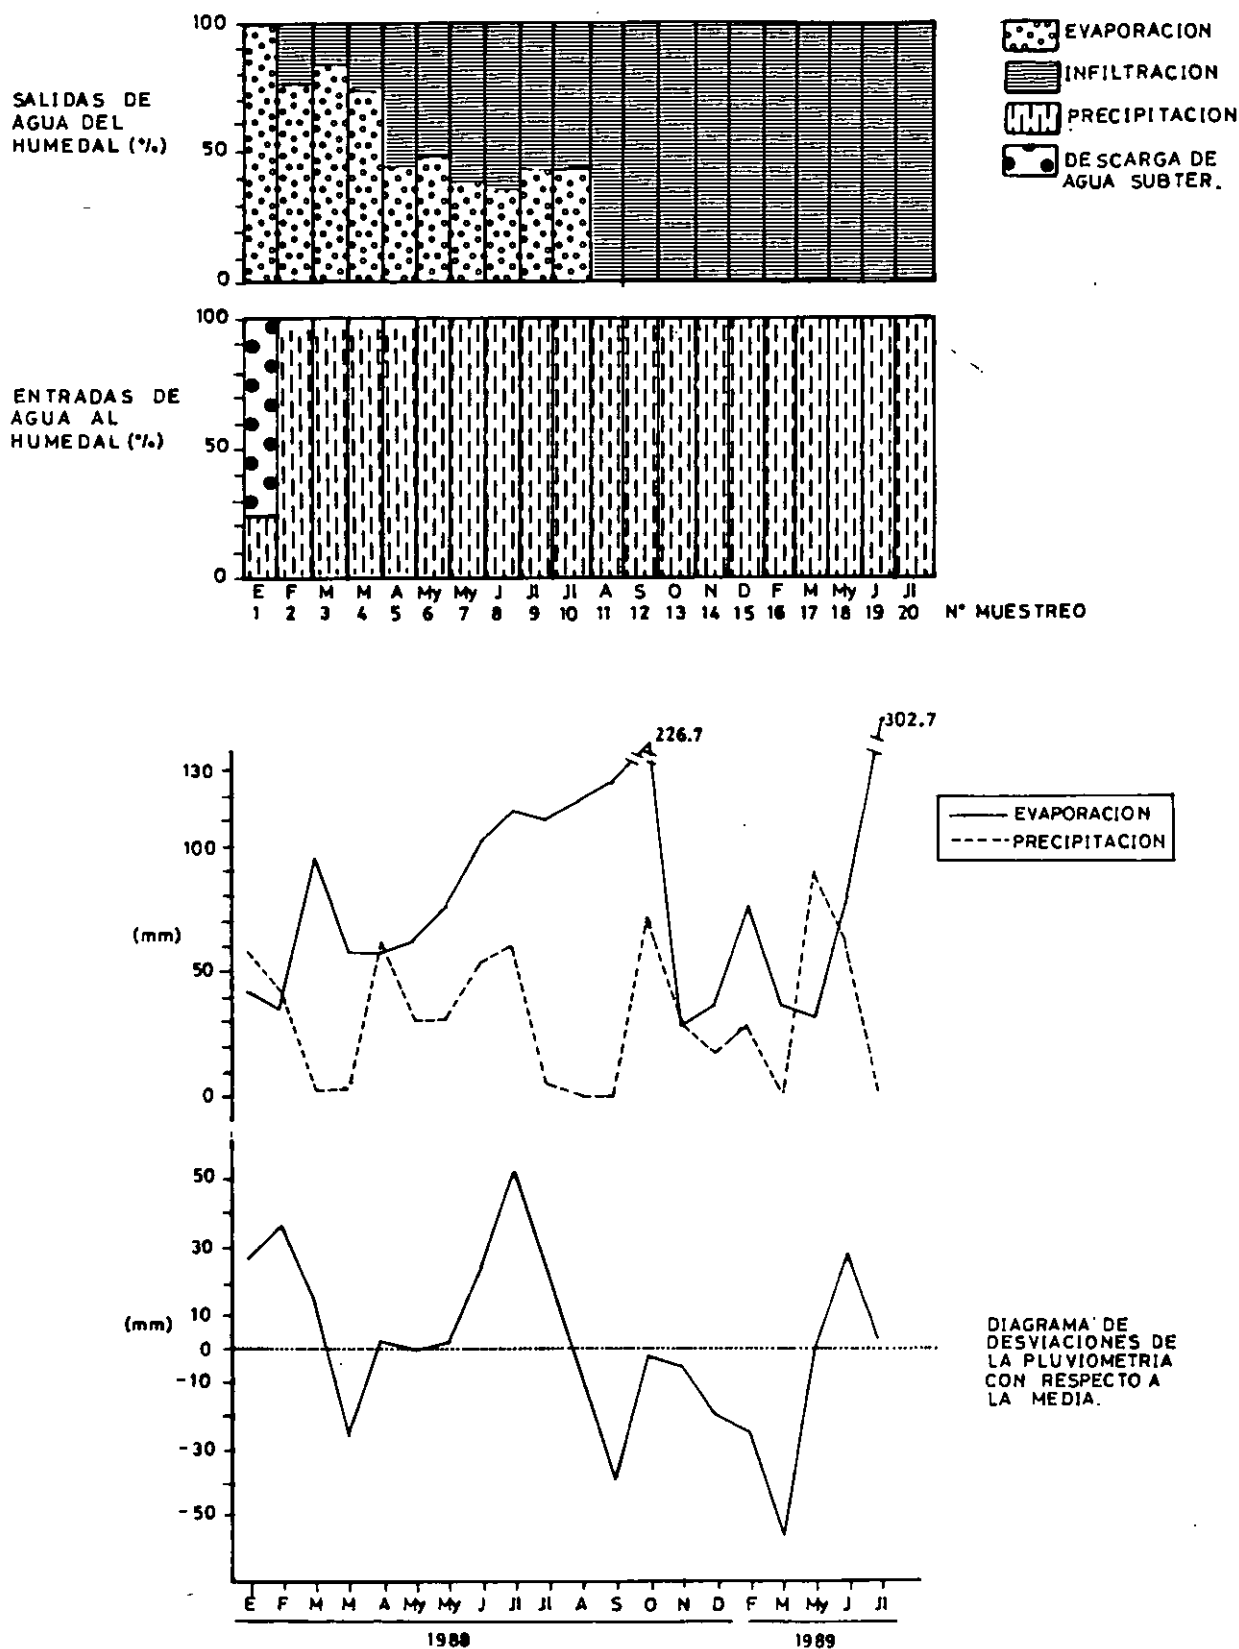 100
50
0
SALIDAS DE
AGUA DEL
HUMEDAL (%)
EVAPORACION
INFILTRACION
PRECIPITACION
DESCARGA DE
AGUA SUBTER.
100
50
0
ENTRADAS DE
AGUA AL
HUMEDAL (%)
E F M M A My My J Jl Jl A S O N D F M My J Jl
1 2 3 4 5 6 7 8 9 10 11 12 13 14 15 16 17 18 19 20 Nº MUESTREO
226.7
302.7
130
100
(mm)
50
0
EVAPORACION
PRECIPITACION
50
30
10
(mm)
0
-10
-30
-50
DIAGRAMA DE
DESVIACIONES DE
LA PLUVIOMETRIA
CON RESPECTO A
LA MEDIA.
E F M M A My My J Jl Jl A S O N D F M My J Jl
1988 1989